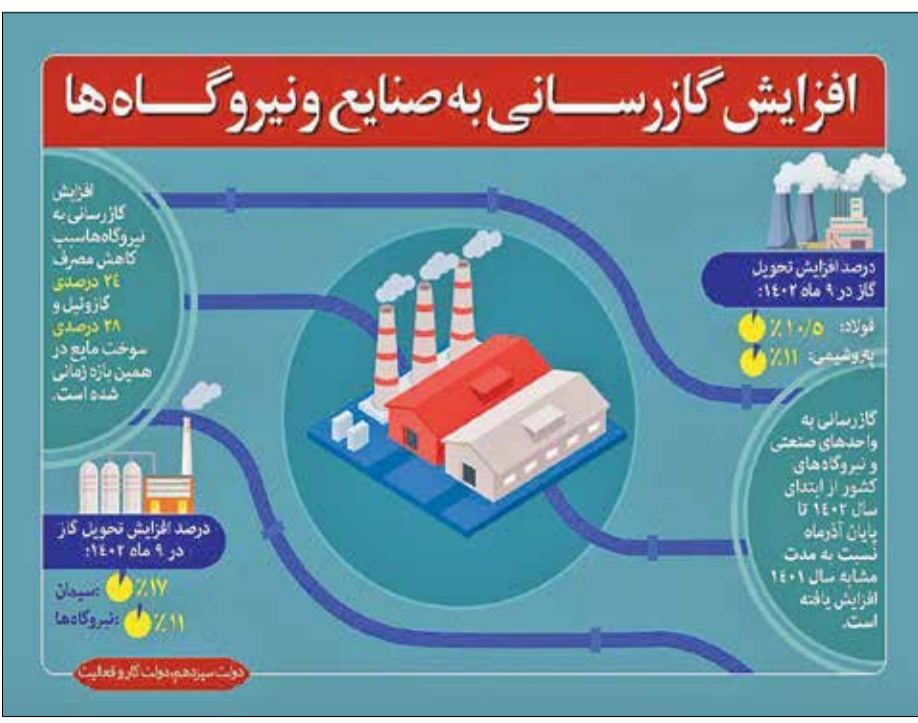 افزایش گازرسانی به صنایع و نیروگاه ها
درصد افزایش تحویل
گاز در ۹ ماه ۱۴۰۲:
فولاد: ۱۰/۵٪
پتروشیمی: ۱۱٪
گازرسانی به
واحدهای صنعتی
و نیروگاه‌های
کشور از ابتدای
سال ۱۴۰۲ تا
پایان آذرماه
نسبت به مدت
مشابه سال ۱۴۰۱
افزایش یافته
است.
افزایش
گازرسانی به
نیروگاه‌ها سبب
کاهش مصرف
۲۴ درصدی
گازوئیل و
۲۸ درصدی
سوخت مایع در
همین بازه زمانی
شده است.
درصد افزایش تحویل گاز
در ۹ ماه ۱۴۰۲:
سیمان: ۱۷٪
نیروگاه‌ها: ۱۱٪
دولت سیزدهم، دولت کار و فعالیت